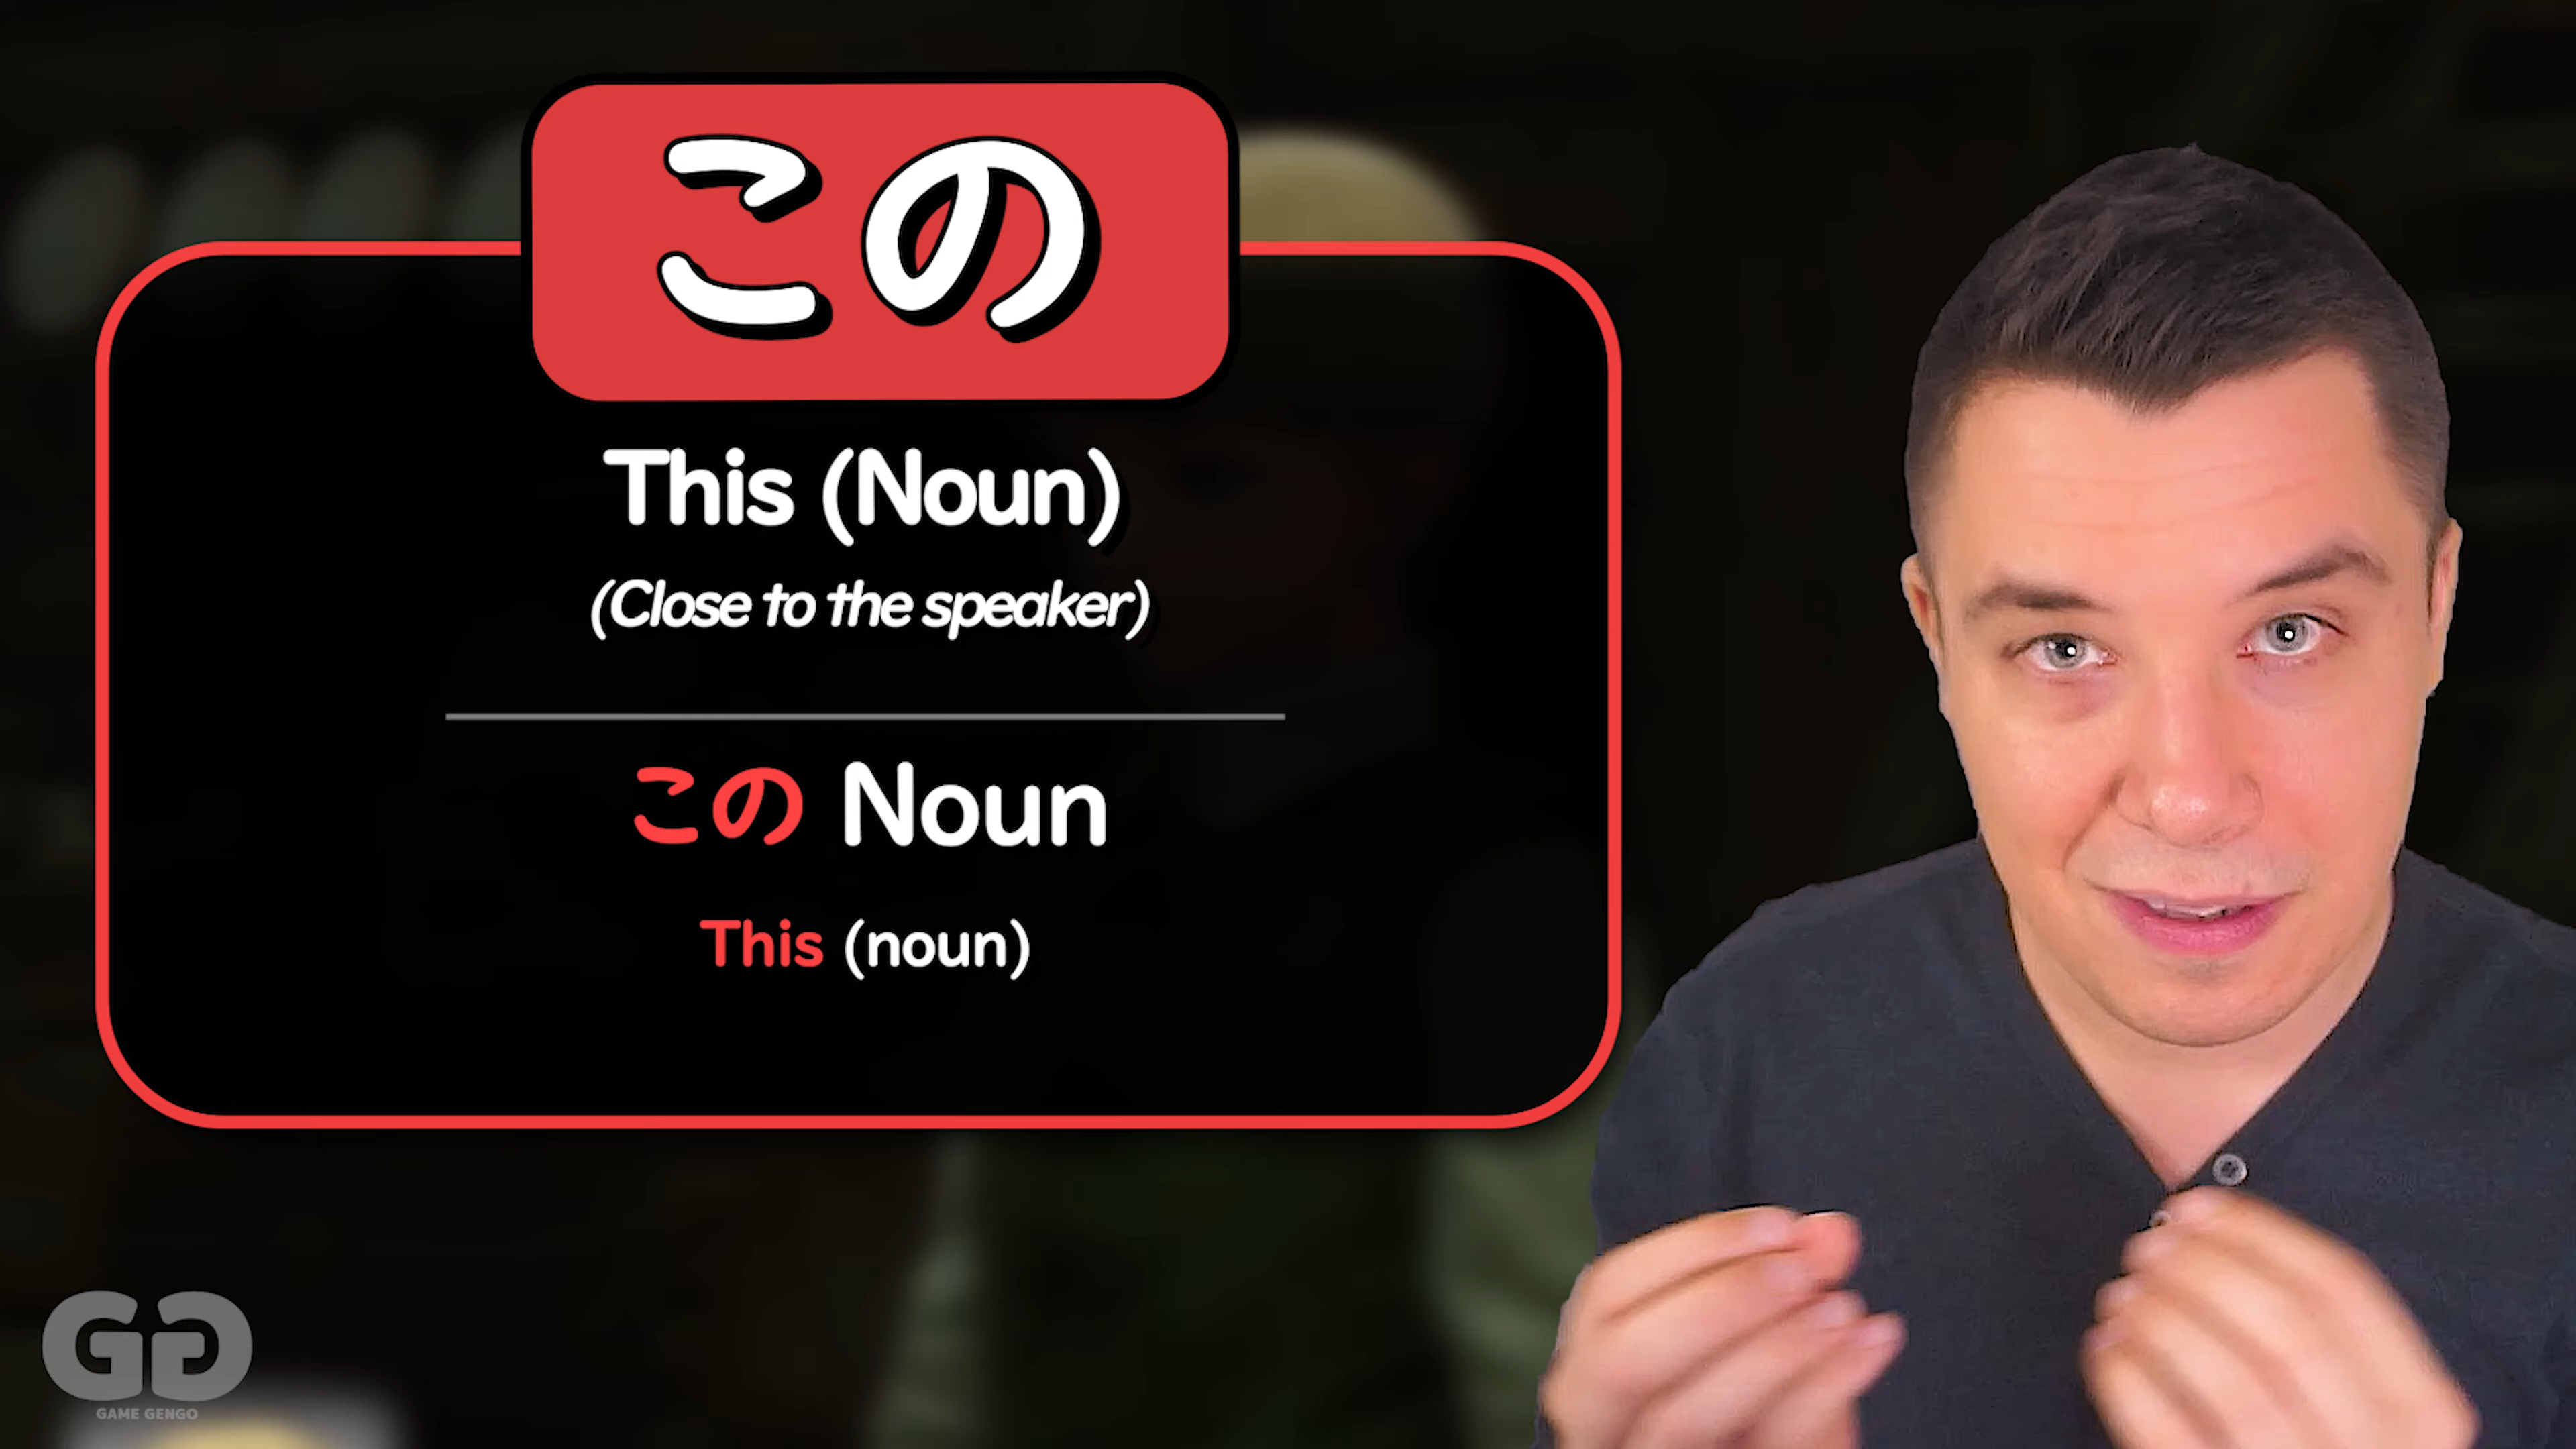 この
This (Noun)
(Close to the speaker)
この Noun
This (noun)
GG
GAME GENGO